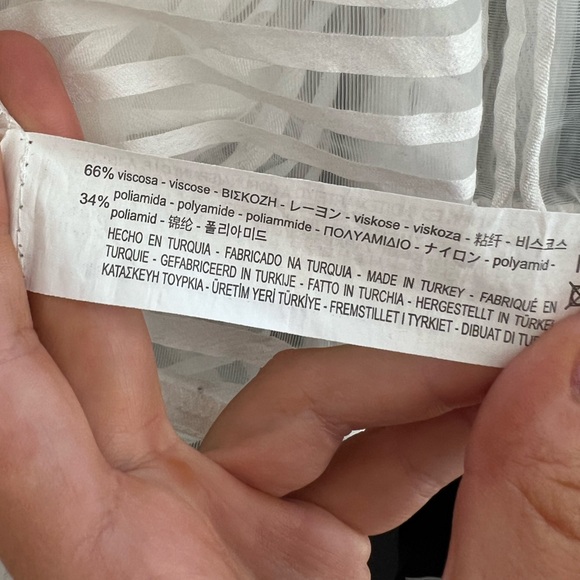 66% viscosa - viscose - ΒΙΣΚΟΖΗ - レーヨン - viskose - viskoza - 粘纤 - 비스코스
34% poliamida - polyamide - poliammide - ΠΟΛΥΑΜΙΔΙΟ - ナイロン - polyamid -
poliamid - 锦纶 - 폴리아미드
HECHO EN TURQUIA - FABRICADO NA TURQUIA - MADE IN TURKEY - FABRIQUÉ EN
TURQUIE - GEFABRICEERD IN TURKIJE - FATTO IN TURCHIA - HERGESTELLT IN
ΚΑΤΑΣΚΕΥΗ ΤΟΥΡΚΙΑ - ÜRETİM YERİ TÜRKİYE - FREMSTILLET I TYRKIET - DIBUAT DI